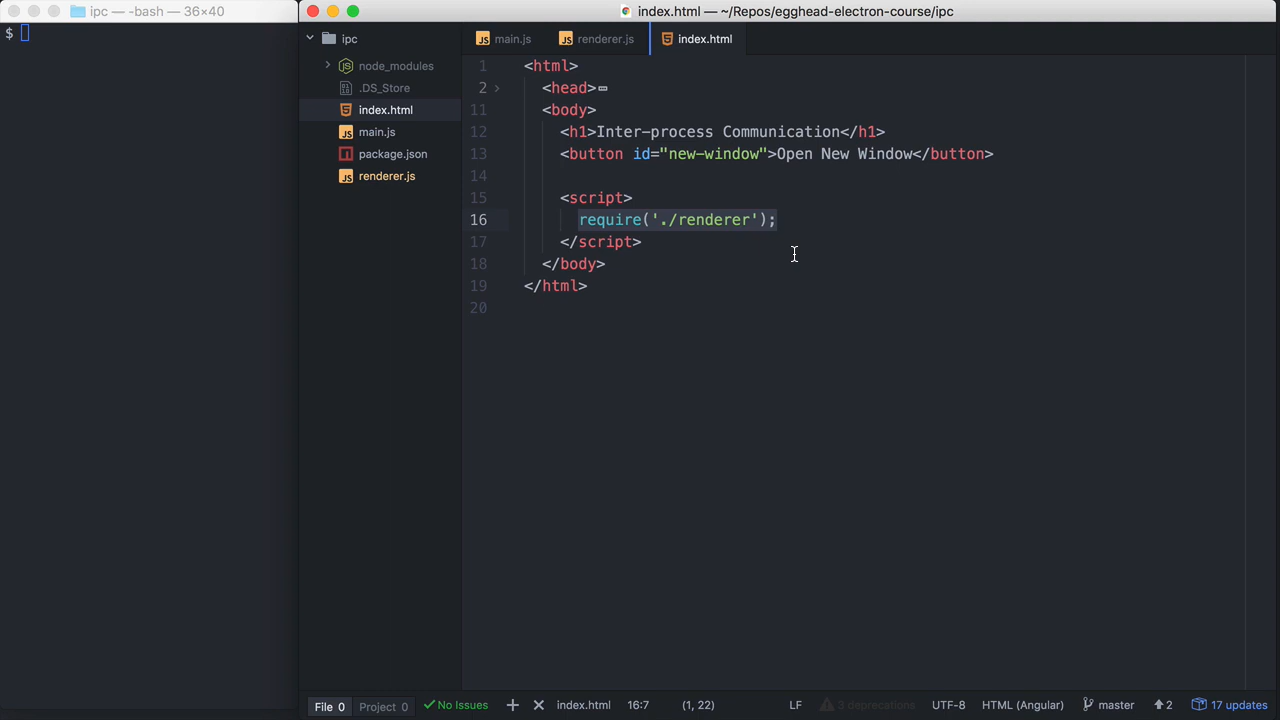 ipc — -bash — 36×40
$
index.html — ~/Repos/egghead-electron-course/ipc
ipc
node_modules
.DS_Store
index.html
main.js
package.json
renderer.js
main.js
renderer.js
index.html
1 <html>
2 <head>
11 <body>
12 <h1>Inter-process Communication</h1>
13 <button id="new-window">Open New Window</button>
14
15 <script>
16 require('./renderer');
17 </script>
18 </body>
19 </html>
20
File 0 Project 0 No Issues index.html 16:7 (1, 22) LF 3 deprecations UTF-8 HTML (Angular) master 2 17 updates